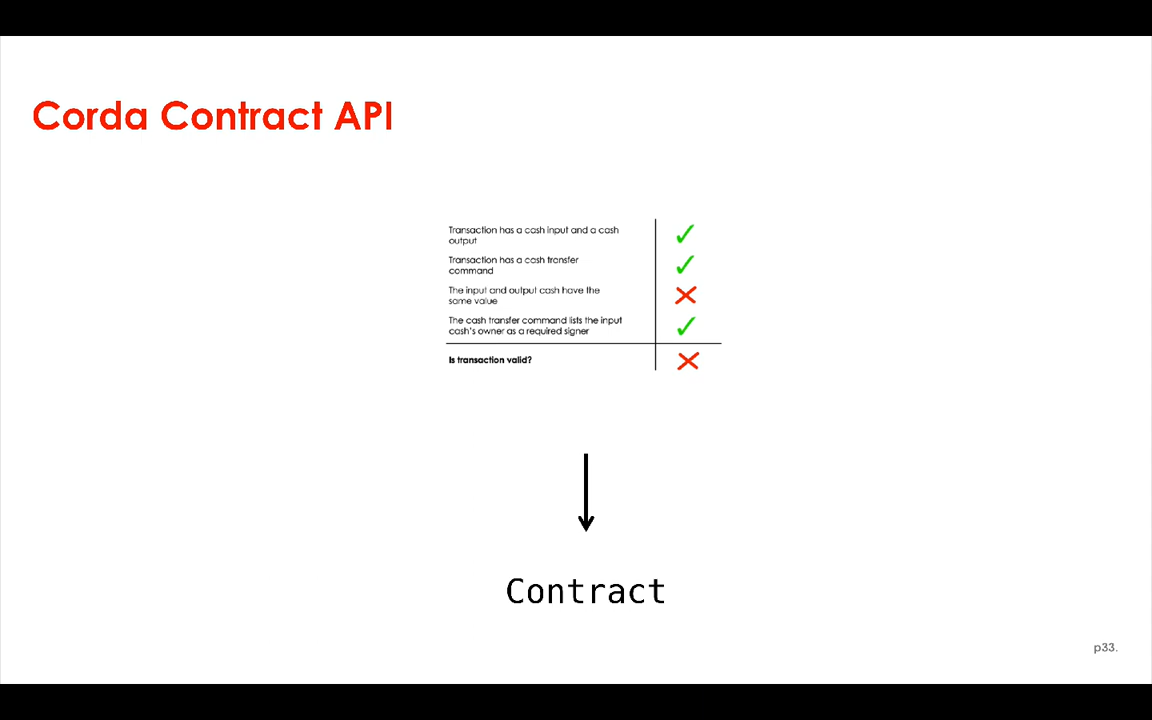 Corda Contract API
Transaction has a cash input and a cash
output
Transaction has a cash transfer
command
The input and output cash have the
same value
The cash transfer command lists the input
cash's owner as a required signer
Is transaction valid?
Contract
p33.